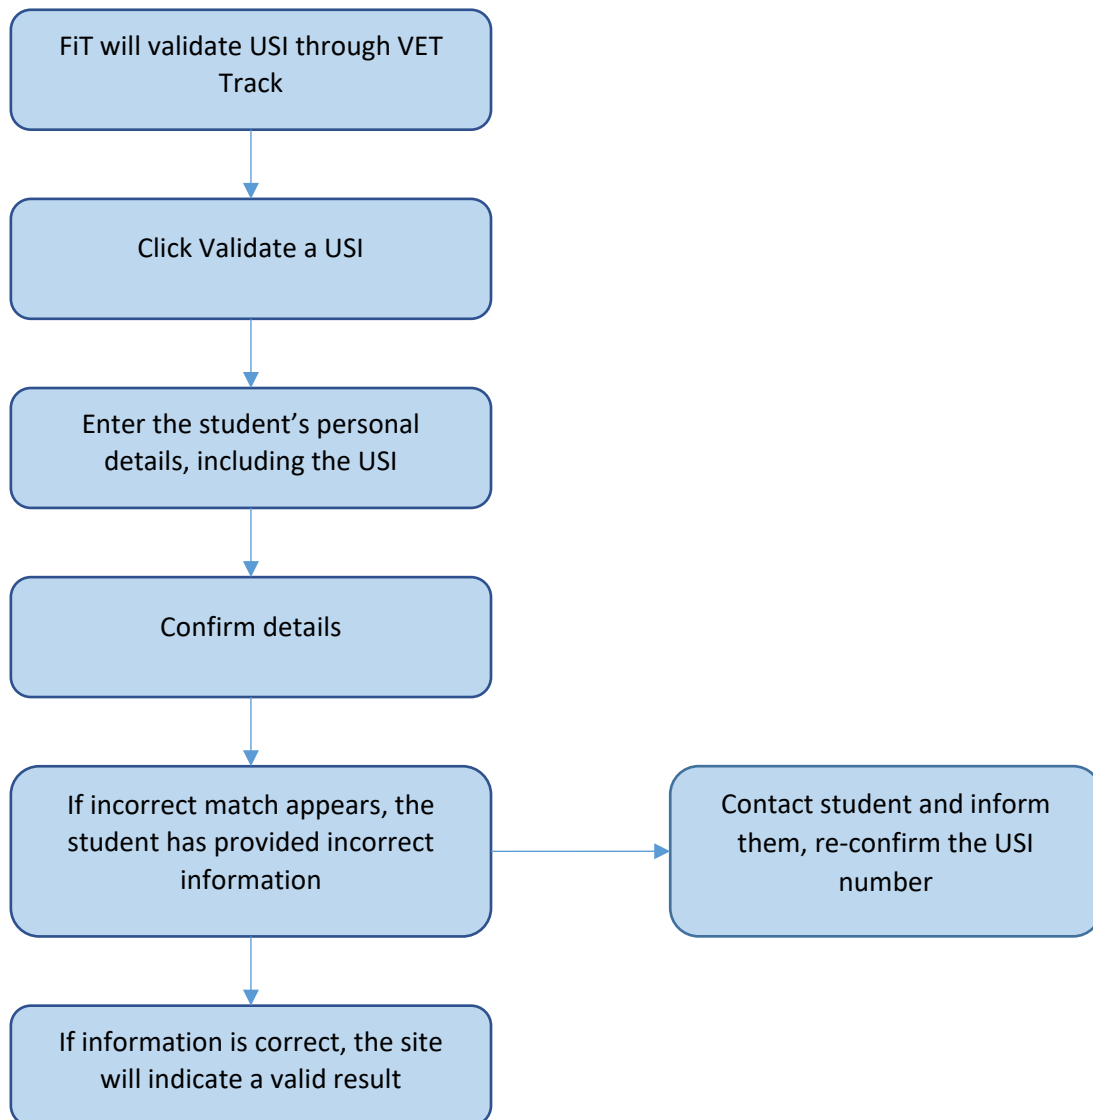 FiT will validate USI through VET
Track
Click Validate a USI
Enter the student’s personal
details, including the USI
Confirm details
If incorrect match appears, the
student has provided incorrect
information
Contact student and inform
them, re-confirm the USI
number
If information is correct, the site
will indicate a valid result